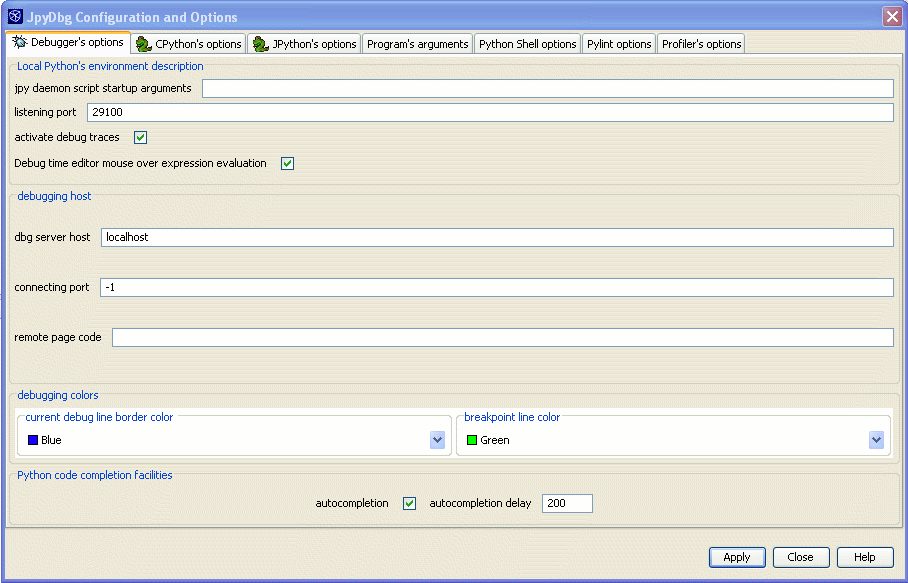 JpyDbg Configuration and Options
Debugger's options CPython's options JPython's options Program's arguments Python Shell options Pylint options Profiler's options
Local Python's environment description
jpy daemon script startup arguments
listening port 29100
activate debug traces
Debug time editor mouse over expression evaluation
debugging host
dbg server host localhost
connecting port -1
remote page code
debugging colors
current debug line border color breakpoint line color
Blue Green
Python code completion facilities
autocompletion autocompletion delay 200
Apply Close Help